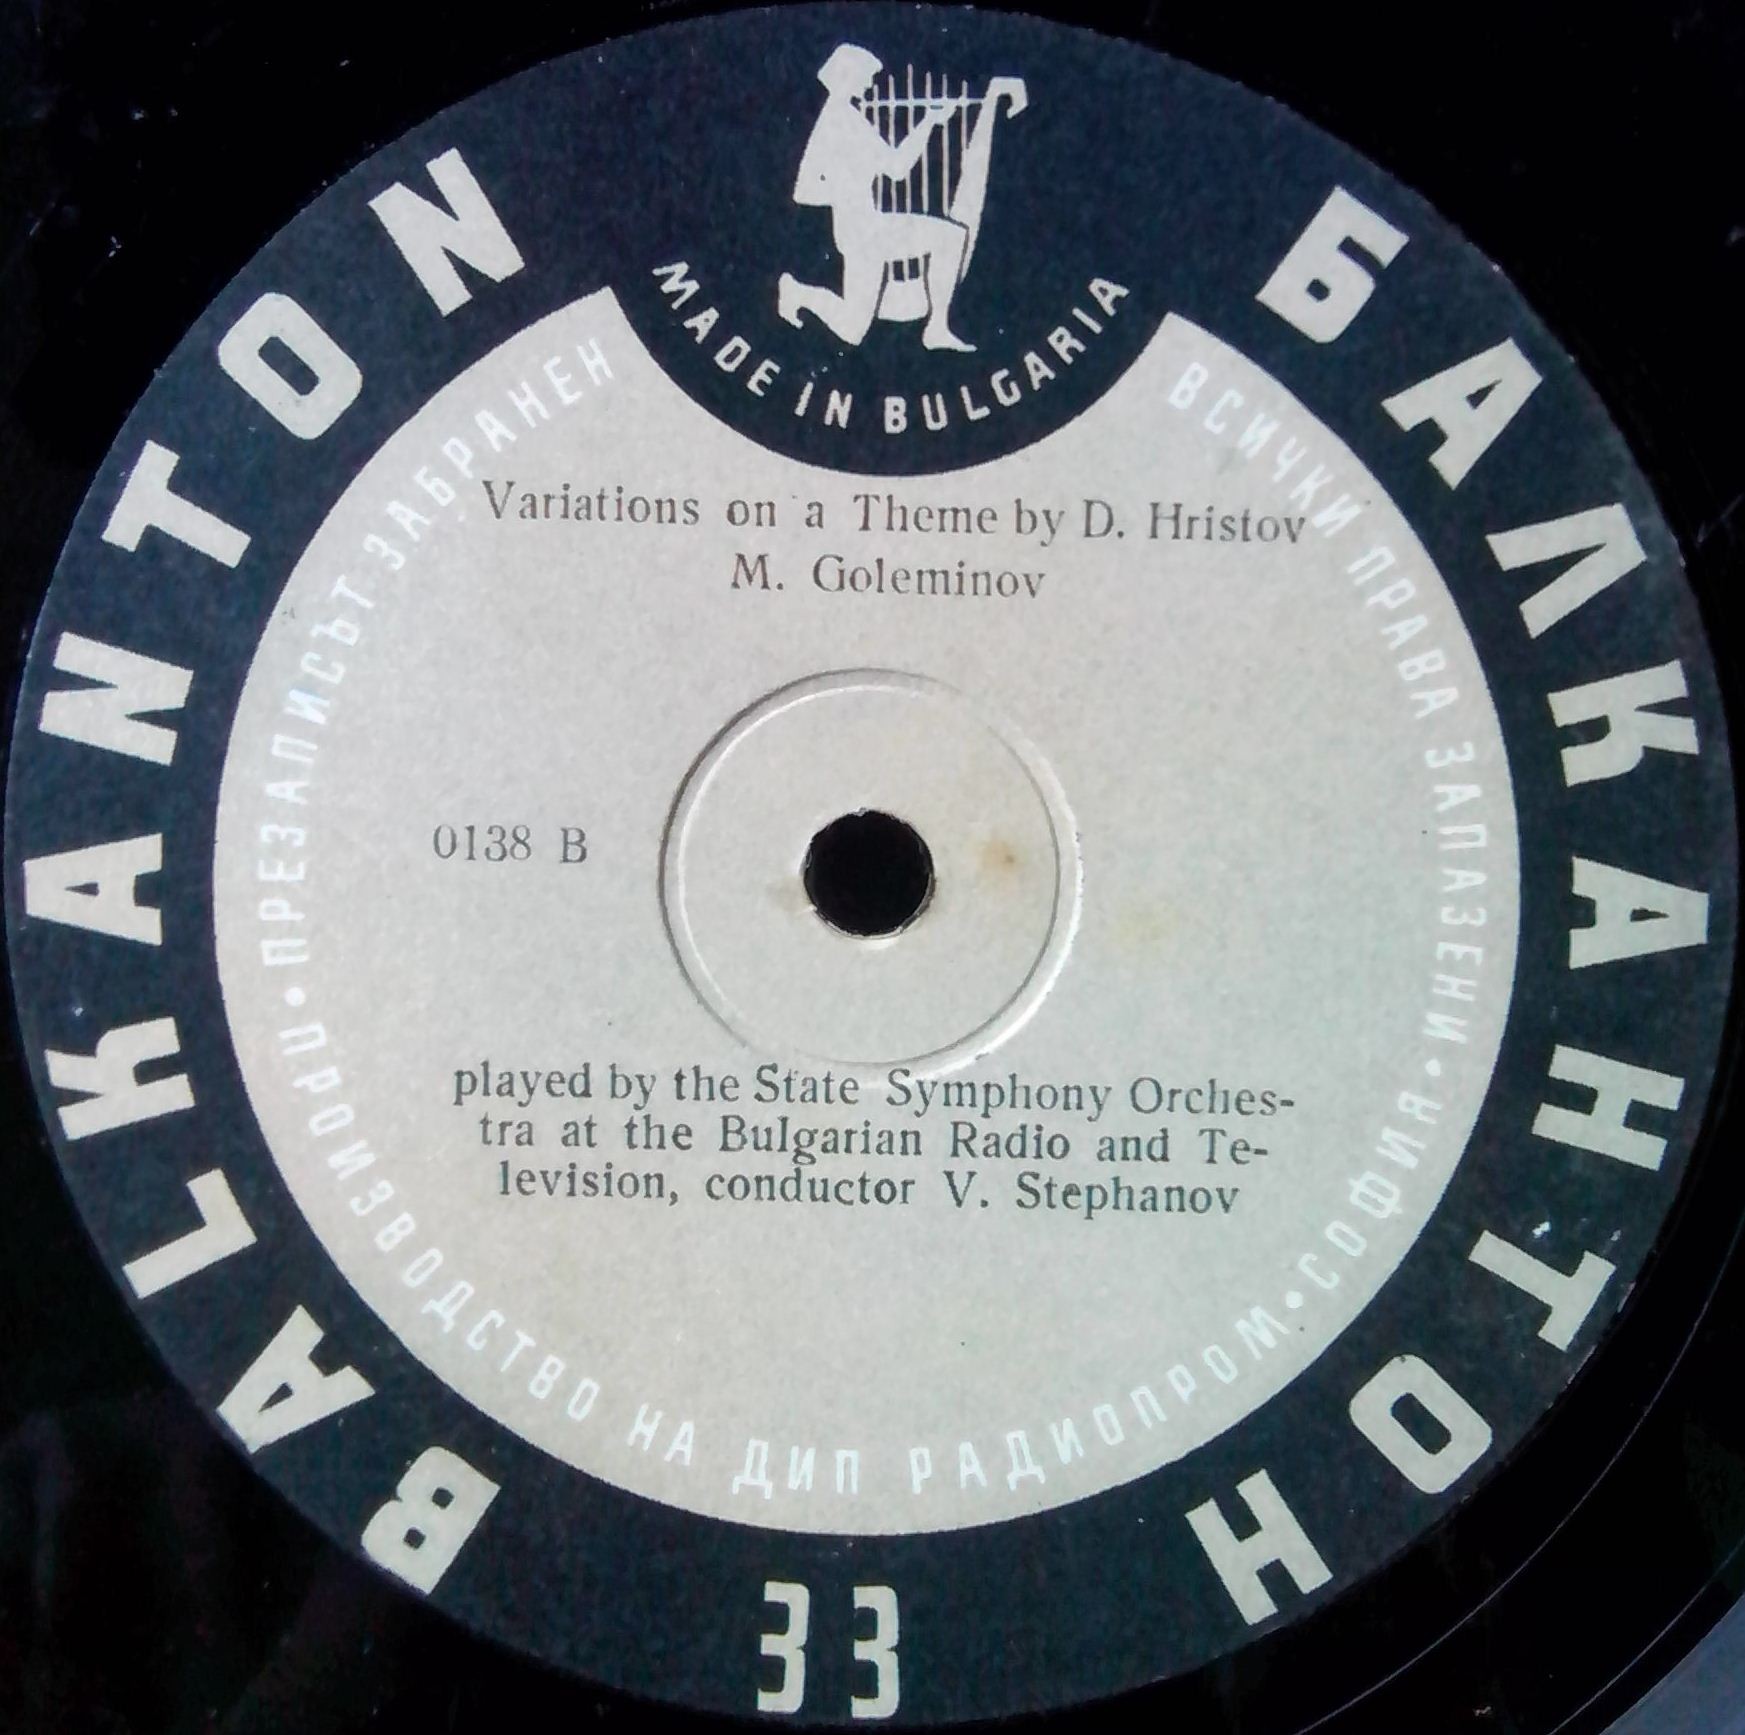 BALKANTON
БАЛКАНТОН
MADE IN BULGARIA
Variations on a Theme by D. Hristov
M. Goleminov
0138 B
played by the State Symphony Orches-
tra at the Bulgarian Radio and Te-
levision, conductor V. Stephanov
ПРОИЗВОДСТВО НА ДИП РАДИОПРОМ • СОФИЯ •
ПРЕЗАПИСЪТ ЗАБРАНЕН
ВСИЧКИ ПРАВА ЗАПАЗЕНИ
33